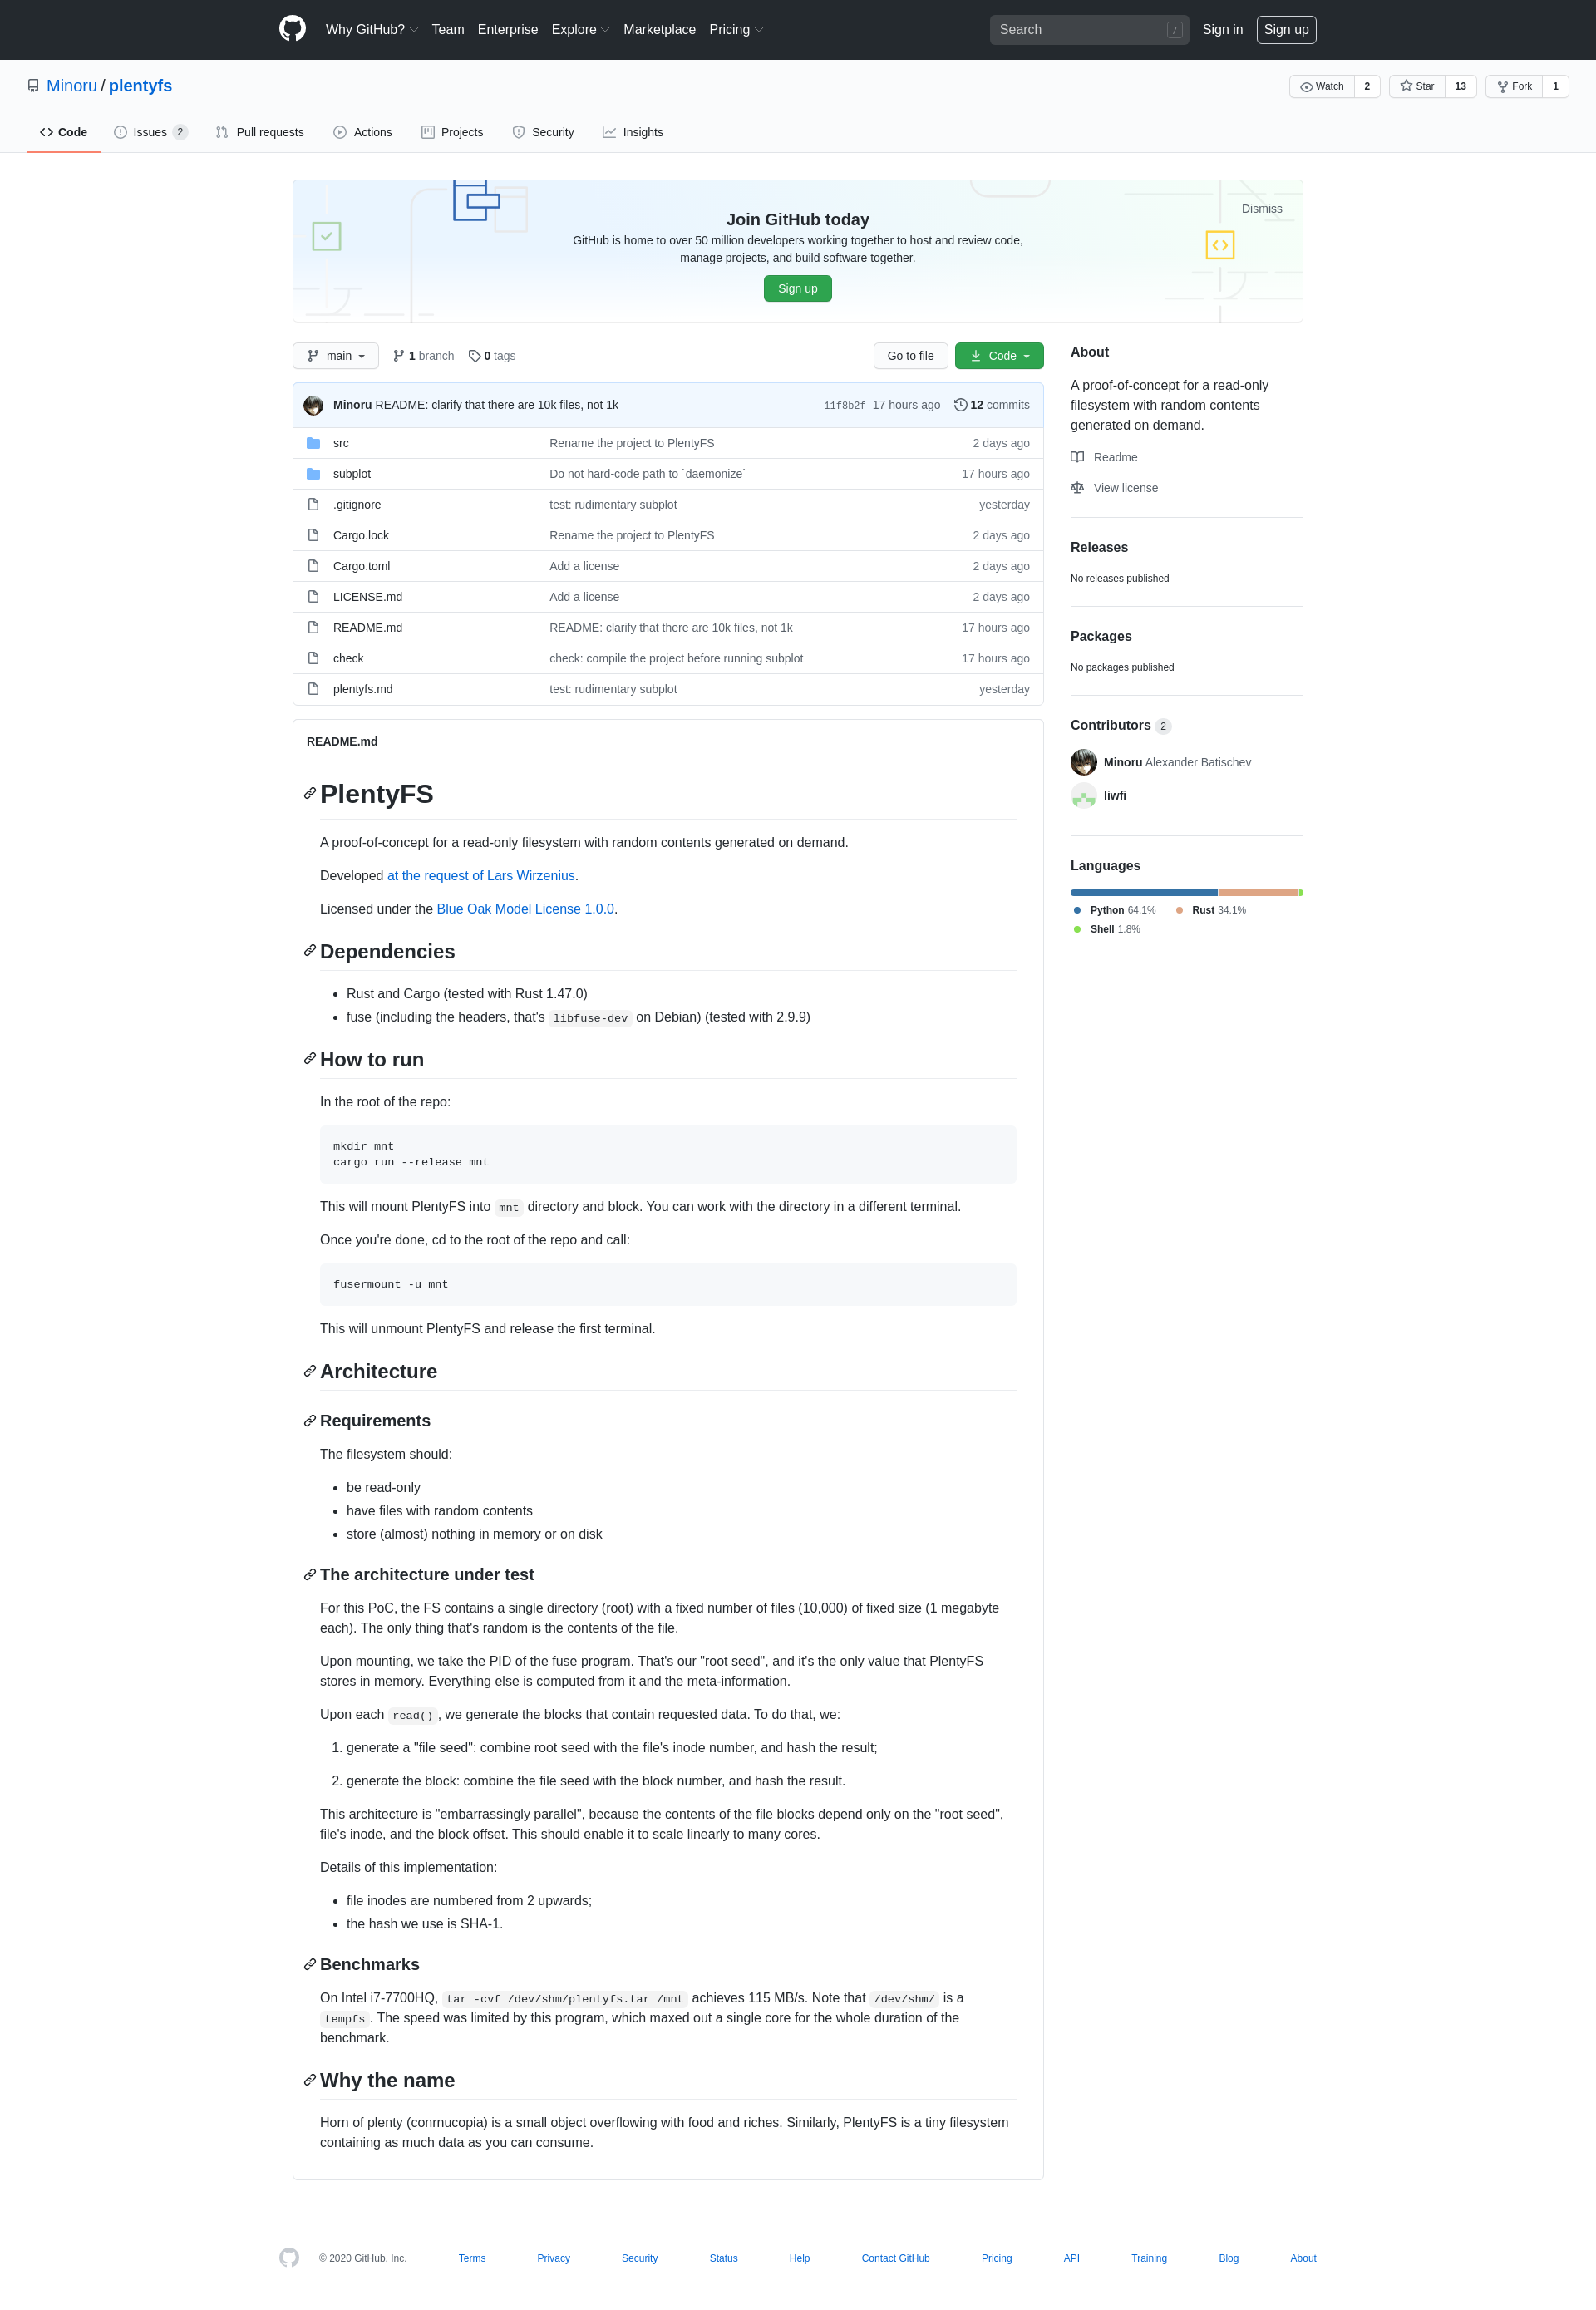 Why GitHub? Team Enterprise Explore Marketplace Pricing Search / Sign in Sign up
Minoru / plentyfs Watch 2 Star 13 Fork 1
Code Issues 2 Pull requests Actions Projects Security Insights
Dismiss
Join GitHub today
GitHub is home to over 50 million developers working together to host and review code,
manage projects, and build software together.
Sign up
main 1 branch 0 tags Go to file Code
Minoru README: clarify that there are 10k files, not 1k 11f8b2f 17 hours ago 12 commits
src Rename the project to PlentyFS 2 days ago
subplot Do not hard-code path to `daemonize` 17 hours ago
.gitignore test: rudimentary subplot yesterday
Cargo.lock Rename the project to PlentyFS 2 days ago
Cargo.toml Add a license 2 days ago
LICENSE.md Add a license 2 days ago
README.md README: clarify that there are 10k files, not 1k 17 hours ago
check check: compile the project before running subplot 17 hours ago
plentyfs.md test: rudimentary subplot yesterday
README.md
PlentyFS
A proof-of-concept for a read-only filesystem with random contents generated on demand.
Developed at the request of Lars Wirzenius.
Licensed under the Blue Oak Model License 1.0.0.
Dependencies
• Rust and Cargo (tested with Rust 1.47.0)
• fuse (including the headers, that's libfuse-dev on Debian) (tested with 2.9.9)
How to run
In the root of the repo:
mkdir mnt
cargo run --release mnt
This will mount PlentyFS into mnt directory and block. You can work with the directory in a different terminal.
Once you're done, cd to the root of the repo and call:
fusermount -u mnt
This will unmount PlentyFS and release the first terminal.
Architecture
Requirements
The filesystem should:
• be read-only
• have files with random contents
• store (almost) nothing in memory or on disk
The architecture under test
For this PoC, the FS contains a single directory (root) with a fixed number of files (10,000) of fixed size (1 megabyte
each). The only thing that's random is the contents of the file.
Upon mounting, we take the PID of the fuse program. That's our "root seed", and it's the only value that PlentyFS
stores in memory. Everything else is computed from it and the meta-information.
Upon each read(), we generate the blocks that contain requested data. To do that, we:
1. generate a "file seed": combine root seed with the file's inode number, and hash the result;
2. generate the block: combine the file seed with the block number, and hash the result.
This architecture is "embarrassingly parallel", because the contents of the file blocks depend only on the "root seed",
file's inode, and the block offset. This should enable it to scale linearly to many cores.
Details of this implementation:
• file inodes are numbered from 2 upwards;
• the hash we use is SHA-1.
Benchmarks
On Intel i7-7700HQ, tar -cvf /dev/shm/plentyfs.tar /mnt achieves 115 MB/s. Note that /dev/shm/ is a
tempfs. The speed was limited by this program, which maxed out a single core for the whole duration of the
benchmark.
Why the name
Horn of plenty (conrnucopia) is a small object overflowing with food and riches. Similarly, PlentyFS is a tiny filesystem
containing as much data as you can consume.
About
A proof-of-concept for a read-only
filesystem with random contents
generated on demand.
Readme
View license
Releases
No releases published
Packages
No packages published
Contributors 2
Minoru Alexander Batischev
liwfi
Languages
Python 64.1% Rust 34.1%
Shell 1.8%
© 2020 GitHub, Inc. Terms Privacy Security Status Help Contact GitHub Pricing API Training Blog About